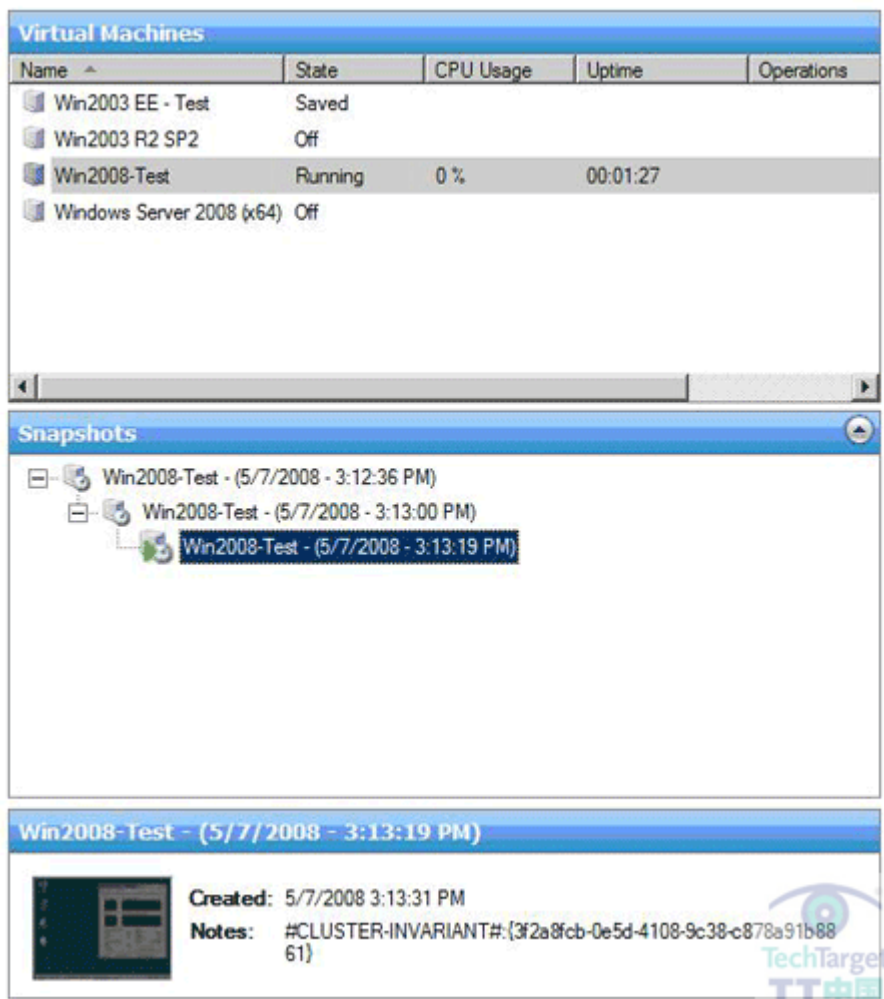 Virtual Machines
Name State CPU Usage Uptime Operations
Win2003 EE - Test Saved
Win2003 R2 SP2 Off
Win2008-Test Running 0 % 00:01:27
Windows Server 2008 (x64) Off
Snapshots
Win2008-Test - (5/7/2008 - 3:12:36 PM)
Win2008-Test - (5/7/2008 - 3:13:00 PM)
Win2008-Test - (5/7/2008 - 3:13:19 PM)
Win2008-Test - (5/7/2008 - 3:13:19 PM)
Created: 5/7/2008 3:13:31 PM
Notes: #CLUSTER-INVARIANT#:{3f2a8fcb-0e5d-4108-9c38-c878a91b88
61}
TechTarget
TT中国